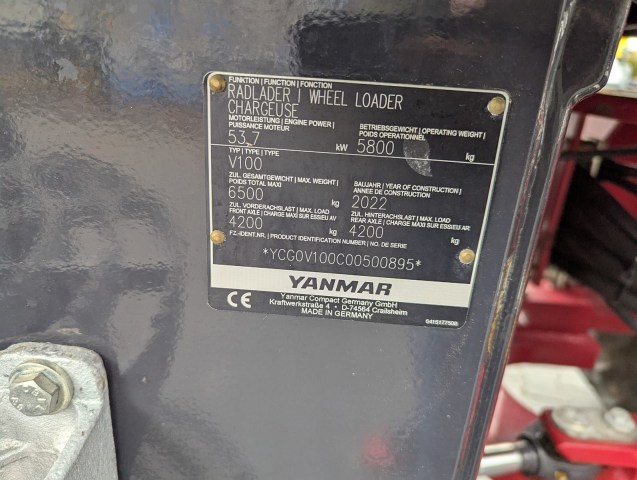 FUNKTION | FUNCTION | FONCTION
RADLADER | WHEEL LOADER
CHARGEUSE
MOTORLEISTUNG | ENGINE POWER |
PUISSANCE MOTEUR
53,7 kW
BETRIEBSGEWICHT | OPERATING WEIGHT |
POIDS OPERATIONNEL
5800 kg
TYP | TYPE | TYPE
V100
ZUL. GESAMTGEWICHT | MAX. WEIGHT |
POIDS TOTAL MAXI
6500 kg
BAUJAHR | YEAR OF CONSTRUCTION |
ANNEE DE CONSTRUCTION
2022
ZUL. VORDERACHSLAST | MAX. LOAD
FRONT AXLE | CHARGE MAXI SUR ESSIEU AV
4200 kg
ZUL. HINTERACHSLAST | MAX. LOAD
REAR AXLE | CHARGE MAXI SUR ESSIEU AR
4200 kg
FZ.-IDENT.NR. | PRODUCT IDENTIFICATION NUMBER | NO. DE SERIE
*YCG0V100C00500895*
YANMAR
CE
Yanmar Compact Germany GmbH
Kraftwerkstraße 4 • D-74564 Crailsheim
MADE IN GERMANY